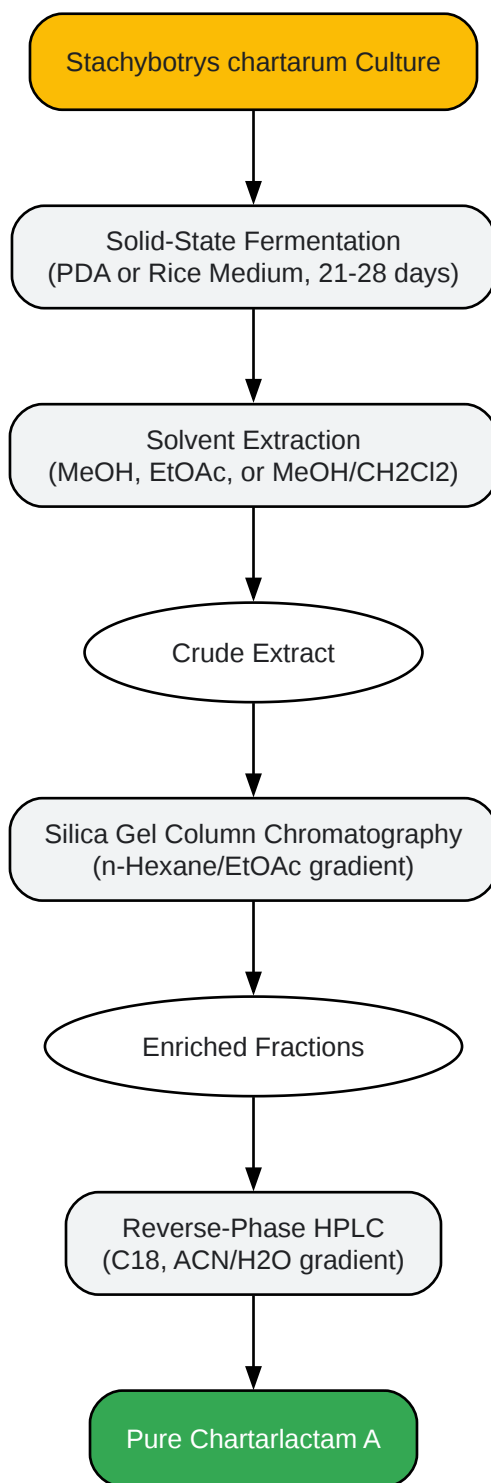 Stachybotrys chartarum Culture
Solid-State Fermentation
(PDA or Rice Medium, 21-28 days)
Solvent Extraction
(MeOH, EtOAc, or MeOH/CH2Cl2)
Crude Extract
Silica Gel Column Chromatography
(n-Hexane/EtOAc gradient)
Enriched Fractions
Reverse-Phase HPLC
(C18, ACN/H2O gradient)
Pure Chartarlactam A